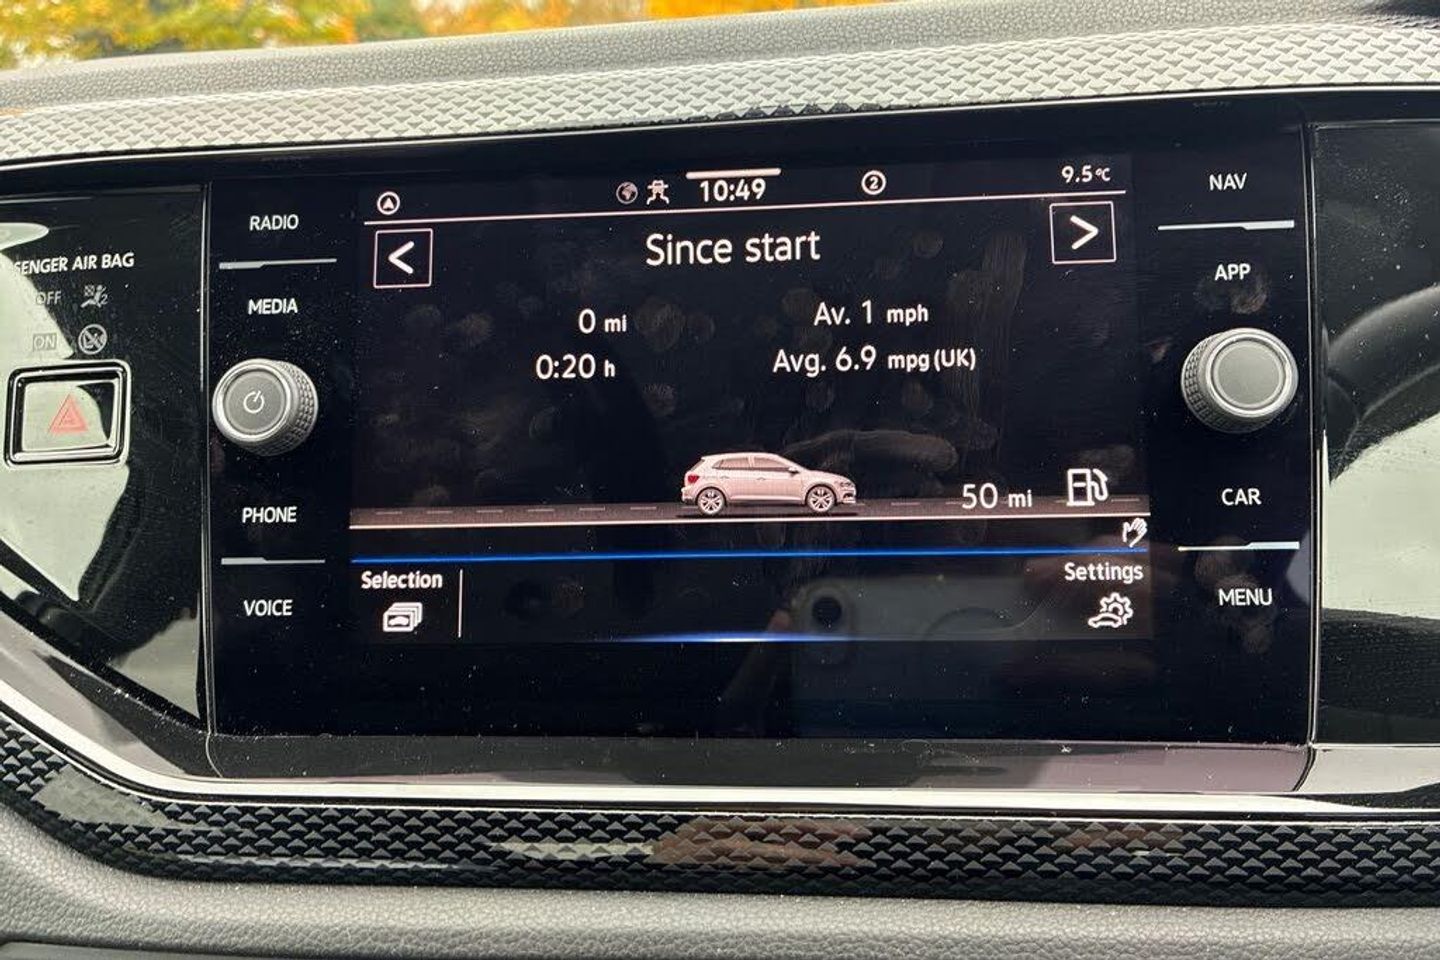 10:49
2
9.5°C
Since start
0 mi
0:20 h
Av. 1 mph
Avg. 6.9 mpg (UK)
50 mi
Selection
Settings
RADIO
MEDIA
PHONE
VOICE
NAV
APP
CAR
MENU
SENGER AIR BAG
OFF
ON